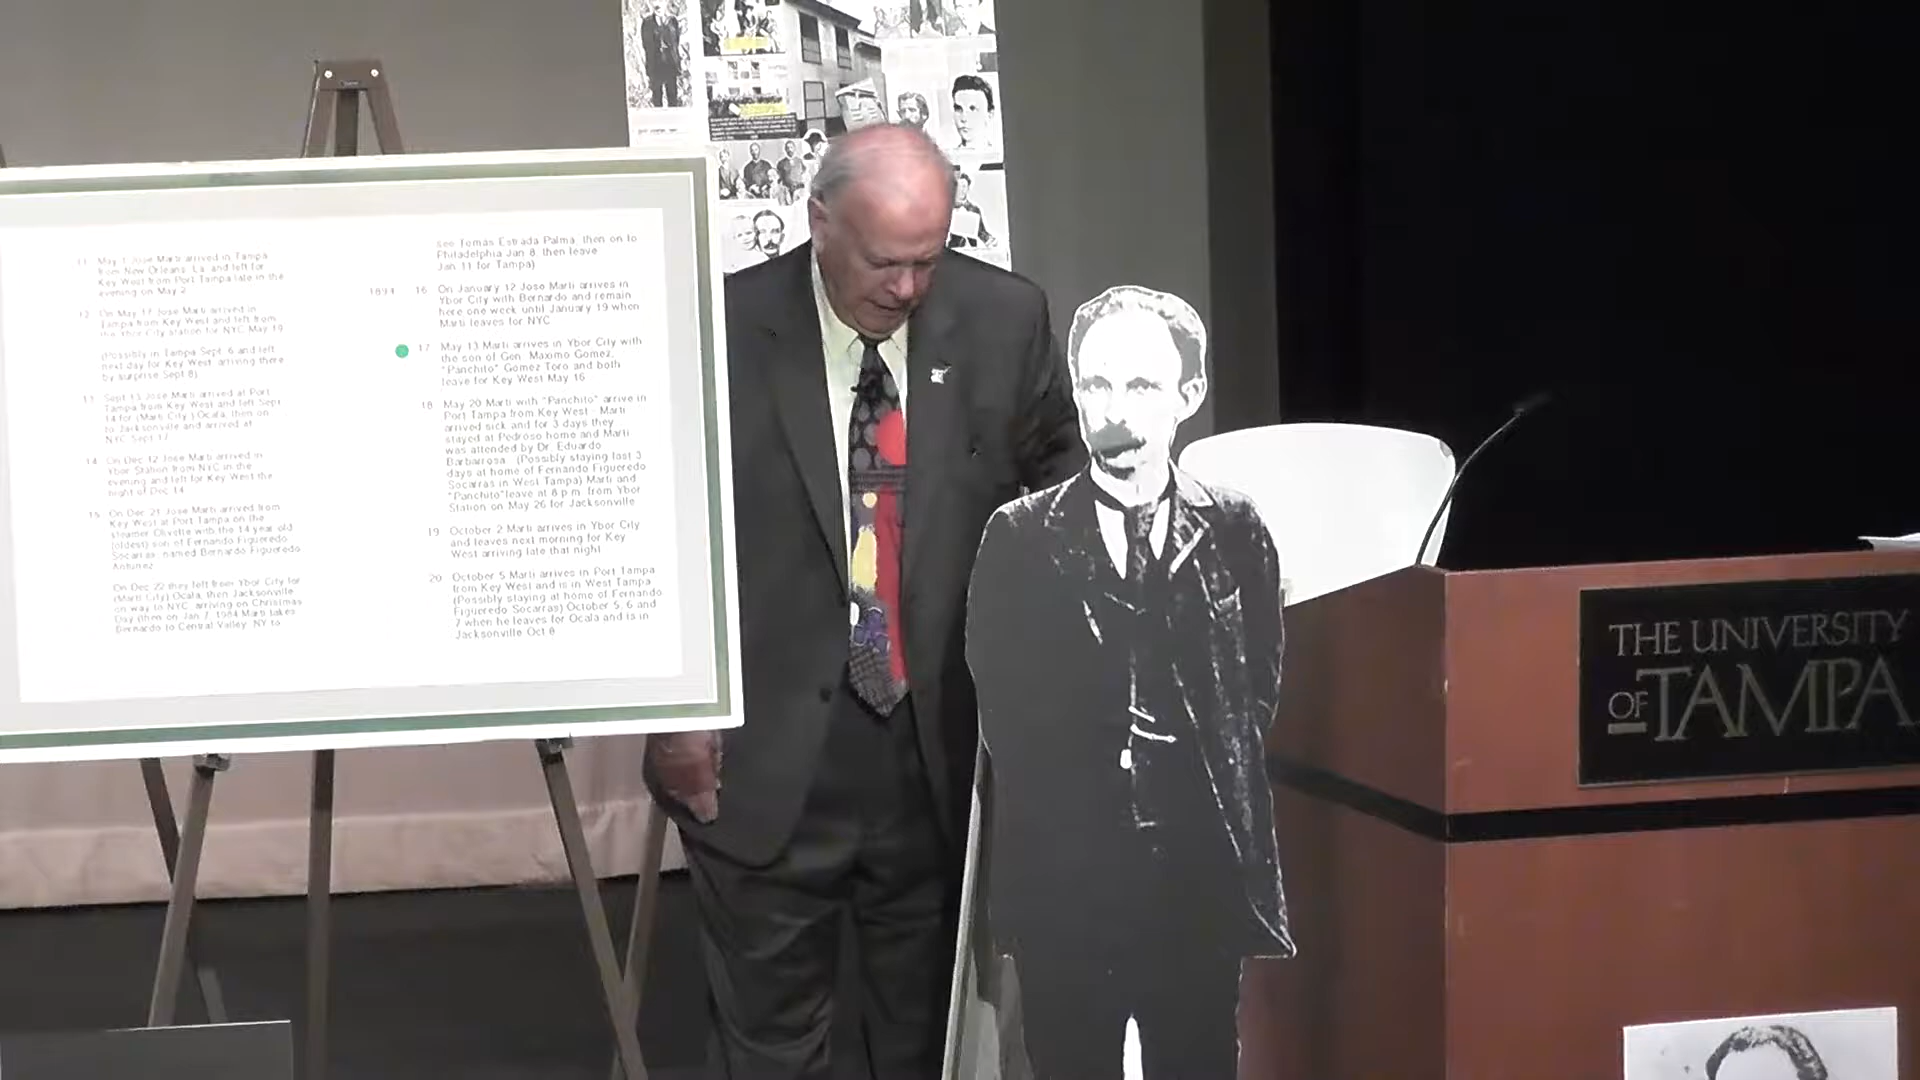 11 May 1 Jose Marti arrived in Tampa
from New Orleans, La. and left for
Key West from Port Tampa late in the
evening on May 2
12 On May 17 Jose Marti arrived in
Tampa from Key West and left from
the Ybor City station for NYC May 19
(Possibly in Tampa Sept. 6 and left
next day for Key West arriving there
by surprise Sept 8)
13 Sept 13 Jose Marti arrived at Port
Tampa from Key West and left Sept
14 for (Marti City) Ocala, then on
to Jacksonville and arrived at
NYC Sept 17
14 On Dec 12 Jose Marti arrived in
Ybor Station from NYC in the
evening and left for Key West the
night of Dec 14
15 On Dec 21 Jose Marti arrived from
Key West at Port Tampa on the
steamer Olivette with the 14 year old
(oldest) son of Fernando Figueredo
Socarras named Bernardo Figueredo
Antunez
On Dec 22 they left from Ybor City for
(Marti City) Ocala, then Jacksonville
on way to NYC arriving on Christmas
Day (then on Jan 7, 1984 Marti takes
Bernardo to Central Valley, NY to
see Tomas Estrada Palma, then on to
Philadelphia Jan 8, then leave
Jan 11 for Tampa)
1894 16 On January 12 Jose Marti arrives in
Ybor City with Bernardo and remain
here one week until January 19 when
Marti leaves for NYC
17 May 13 Marti arrives in Ybor City with
the son of Gen. Maximo Gomez,
"Panchito" Gomez Toro and both
leave for Key West May 16
18 May 20 Marti with "Panchito" arrive in
Port Tampa from Key West - Marti
arrived sick and for 3 days they
stayed at Pedroso home and Marti
was attended by Dr. Eduardo
Barbarrosa. (Possibly staying last 3
days at home of Fernando Figueredo
Socarras in West Tampa) Marti and
"Panchito" leave at 8 p.m. from Ybor
Station on May 26 for Jacksonville
19 October 2 Marti arrives in Ybor City
and leaves next morning for Key
West arriving late that night
20 October 5 Marti arrives in Port Tampa
from Key West and is in West Tampa
(Possibly staying at home of Fernando
Figueredo Socarras) October 5, 6 and
7 when he leaves for Ocala and is in
Jacksonville Oct 8
THE UNIVERSITY
OF TAMPA